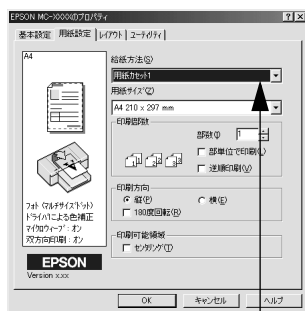 EPSON MC-XXXXのプロパティ
基本設定 用紙設定 レイアウト ユーティリティ
A4
給紙方法(S)
用紙カセット1
用紙サイズ(Z)
A4 210 x 297 mm
印刷部数
部数(I) 1
部単位で印刷(L)
逆順印刷(V)
印刷方向
縦(P) 横(E)
180度回転(R)
印刷可能領域
センタリング(T)
フォト (マルチサイズドット)
ドライバによる色補正
マイクロウィーブ : オン
双方向印刷 : オン
EPSON
Version x.xx
OK キャンセル ヘルプ